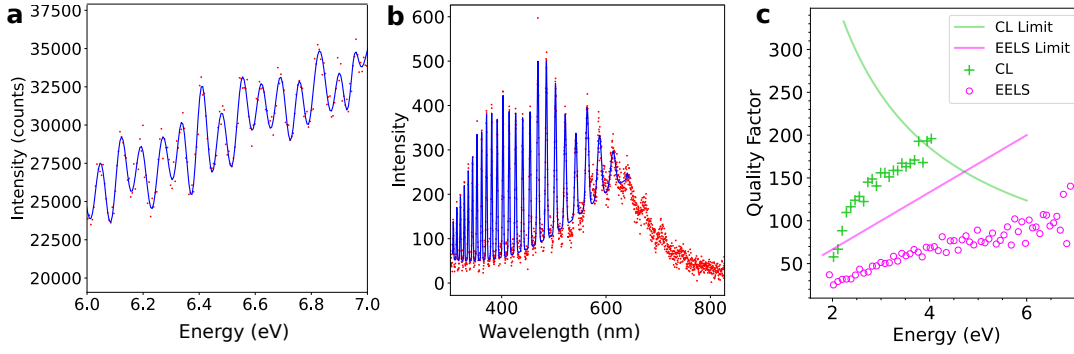 a
37500
35000
32500
30000
27500
25000
22500
20000
Intensity (counts)
6.0 6.2 6.4 6.6 6.8 7.0
Energy (eV)
b
600
500
400
300
200
100
0
Intensity
400 600 800
Wavelength (nm)
c
CL Limit
EELS Limit
CL
EELS
300
250
200
150
100
50
Quality Factor
2 4 6
Energy (eV)